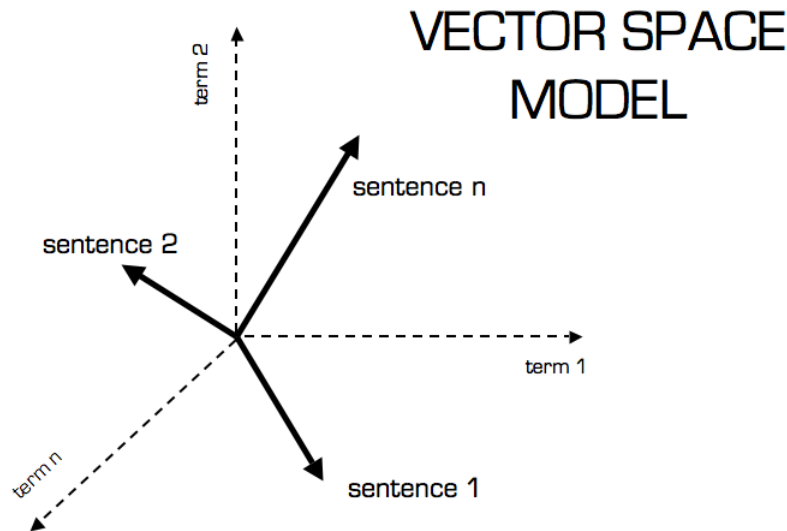 VECTOR SPACE
MODEL
term 2
sentence n
sentence 2
term 1
term n
sentence 1